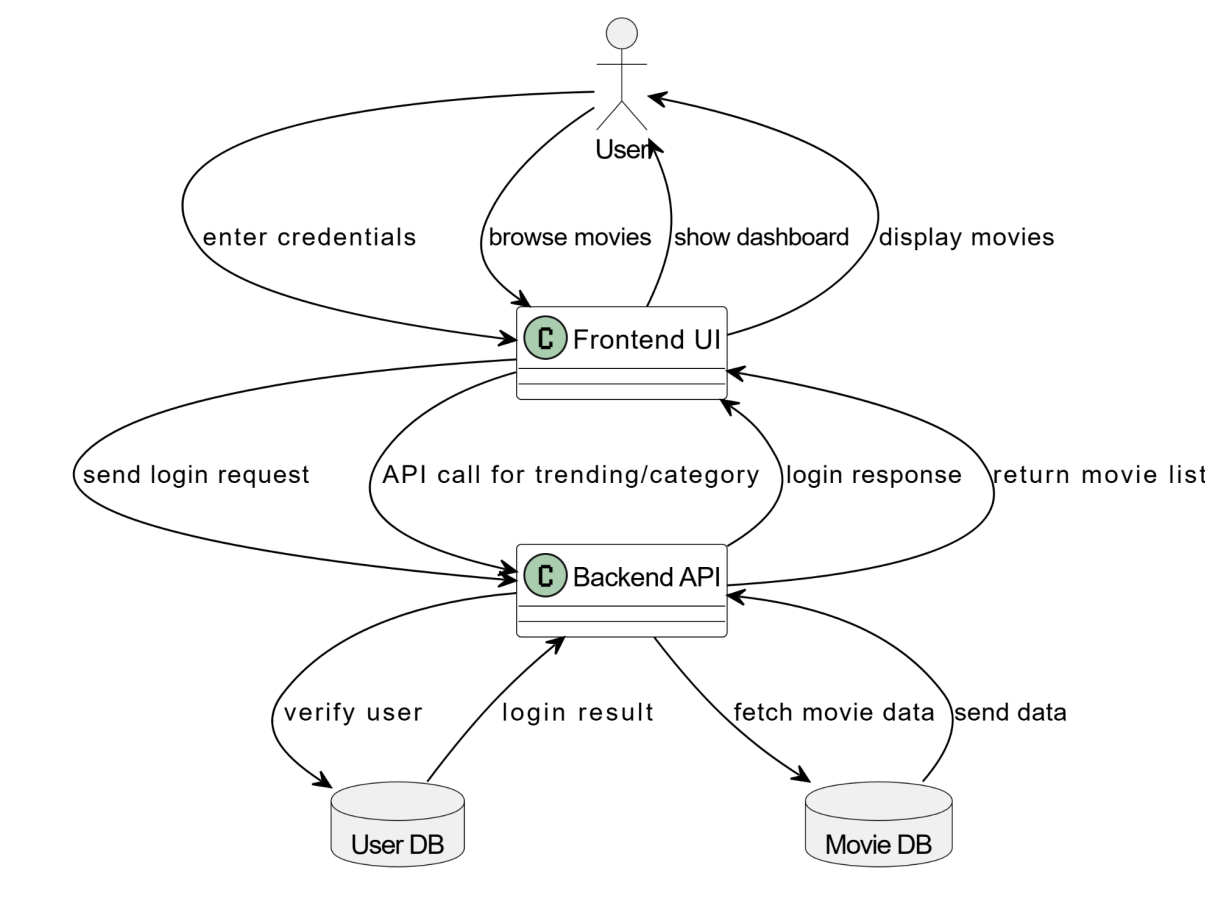 User
enter credentials
browse movies
show dashboard
display movies
C Frontend UI
send login request
API call for trending/category
login response
return movie list
C Backend API
verify user
login result
fetch movie data
send data
User DB
Movie DB